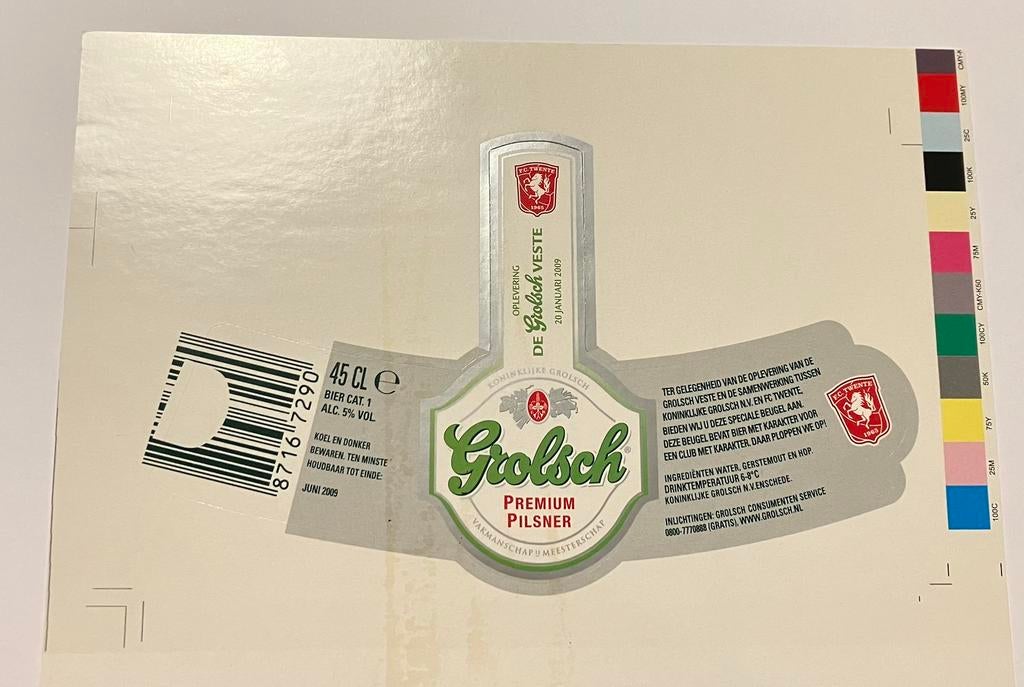 F.C. TWENTE
1965
OPLEVERING
DE Grolsch VESTE
20 JANUARI 2009
8716 7290
45 CL e
BIER CAT. 1
ALC. 5% VOL.
KOEL EN DONKER
BEWAREN. TEN MINSTE
HOUDBAAR TOT EINDE:
JUNI 2009
KONINKLIJKE GROLSCH
Grolsch®
PREMIUM
PILSNER
VAKMANSCHAP IS MEESTERSCHAP
TER GELEGENHEID VAN DE OPLEVERING VAN DE
GROLSCH VESTE EN DE SAMENWERKING TUSSEN
KONINKLIJKE GROLSCH N.V. EN FC TWENTE,
BIEDEN WIJ U DEZE SPECIALE BEUGEL AAN.
DEZE BEUGEL BEVAT BIER MET KARAKTER VOOR
EEN CLUB MET KARAKTER. DAAR PLOPPEN WE OP!
INGREDIËNTEN WATER, GERSTEMOUT EN HOP.
DRINKTEMPERATUUR 6-8°C
KONINKLIJKE GROLSCH N.V. ENSCHEDE.
INLICHTINGEN: GROLSCH CONSUMENTEN SERVICE
0800-7770888 (GRATIS), WWW.GROLSCH.NL
F.C. TWENTE
1965
CMY-K
100MY
25C
100K
25Y
75M
CMY-K50
100CY
50K
75Y
25M
100C